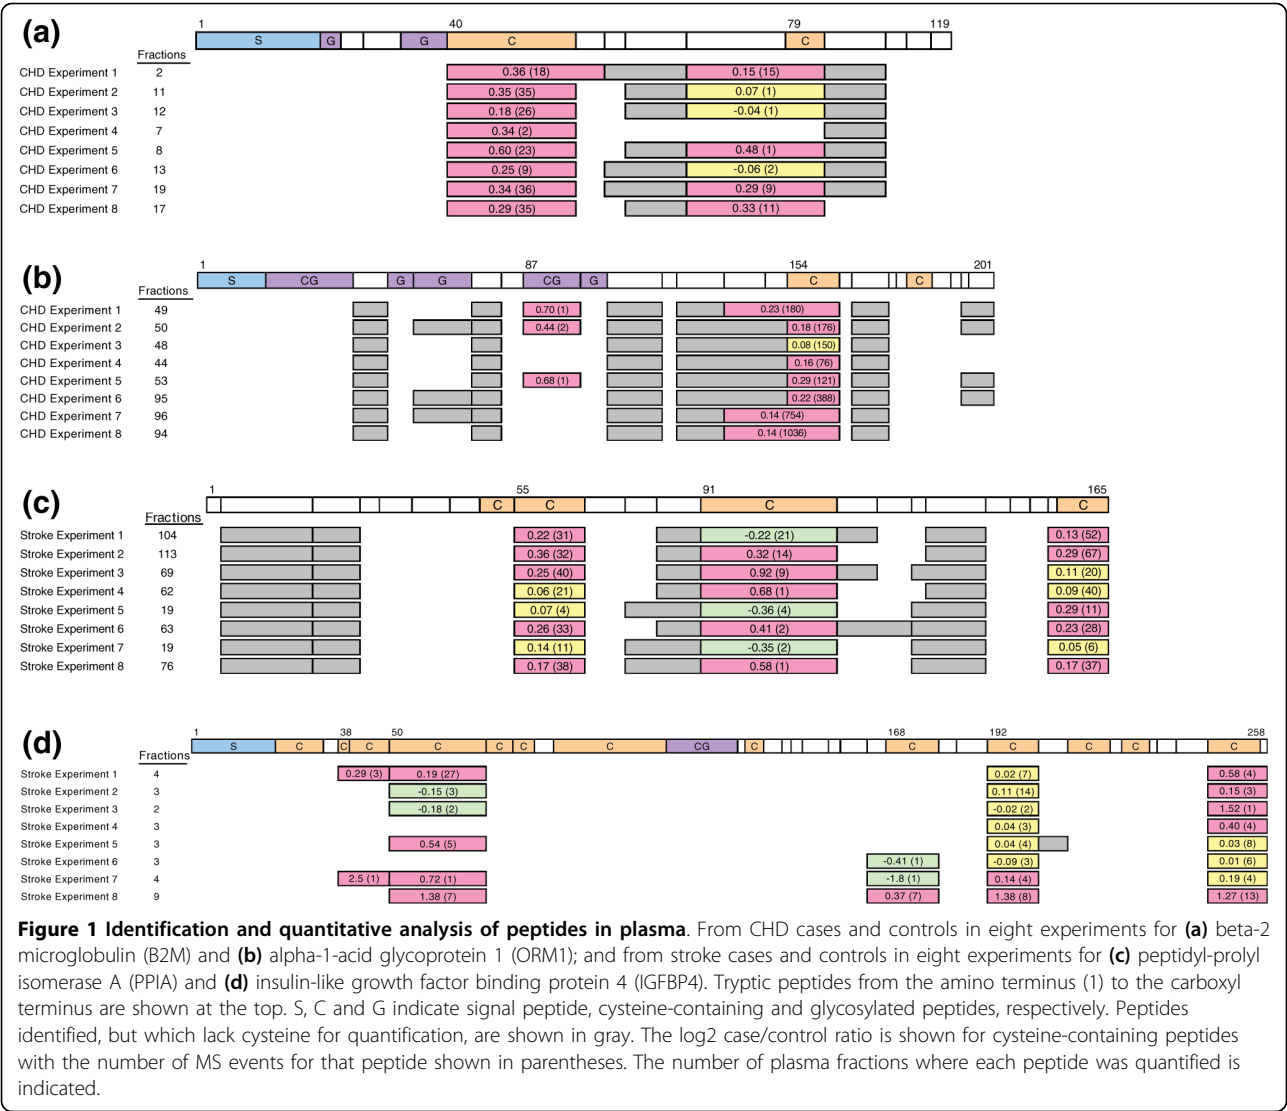 (a)
1 40 79 119
S G G C C
Fractions
CHD Experiment 1 2 0.36 (18) 0.15 (15)
CHD Experiment 2 11 0.35 (35) 0.07 (1)
CHD Experiment 3 12 0.18 (26) -0.04 (1)
CHD Experiment 4 7 0.34 (2)
CHD Experiment 5 8 0.60 (23) 0.48 (1)
CHD Experiment 6 13 0.25 (9) -0.06 (2)
CHD Experiment 7 19 0.34 (36) 0.29 (9)
CHD Experiment 8 17 0.29 (35) 0.33 (11)
(b)
1 87 154 201
S CG G G CG G C C
Fractions
CHD Experiment 1 49 0.70 (1) 0.23 (180)
CHD Experiment 2 50 0.44 (2) 0.18 (176)
CHD Experiment 3 48 0.08 (150)
CHD Experiment 4 44 0.16 (76)
CHD Experiment 5 53 0.68 (1) 0.29 (121)
CHD Experiment 6 95 0.22 (388)
CHD Experiment 7 96 0.14 (754)
CHD Experiment 8 94 0.14 (1036)
(c)
1 55 91 165
C C C C
Fractions
Stroke Experiment 1 104 0.22 (31) -0.22 (21) 0.13 (52)
Stroke Experiment 2 113 0.36 (32) 0.32 (14) 0.29 (67)
Stroke Experiment 3 69 0.25 (40) 0.92 (9) 0.11 (20)
Stroke Experiment 4 62 0.06 (21) 0.68 (1) 0.09 (40)
Stroke Experiment 5 19 0.07 (4) -0.36 (4) 0.29 (11)
Stroke Experiment 6 63 0.26 (33) 0.41 (2) 0.23 (28)
Stroke Experiment 7 19 0.14 (11) -0.35 (2) 0.05 (6)
Stroke Experiment 8 76 0.17 (38) 0.58 (1) 0.17 (37)
(d)
1 38 50 168 192 258
S C C C C C C C CG C C C C C C
Fractions
Stroke Experiment 1 4 0.29 (3) 0.19 (27) 0.02 (7) 0.58 (4)
Stroke Experiment 2 3 -0.15 (3) 0.11 (14) 0.15 (3)
Stroke Experiment 3 2 -0.18 (2) -0.02 (2) 1.52 (1)
Stroke Experiment 4 3 0.04 (3) 0.40 (4)
Stroke Experiment 5 3 0.54 (5) 0.04 (4) 0.03 (8)
Stroke Experiment 6 3 -0.41 (1) -0.09 (3) 0.01 (6)
Stroke Experiment 7 4 2.5 (1) 0.72 (1) -1.8 (1) 0.14 (4) 0.19 (4)
Stroke Experiment 8 9 1.38 (7) 0.37 (7) 1.38 (8) 1.27 (13)
Figure 1 Identification and quantitative analysis of peptides in plasma. From CHD cases and controls in eight experiments for (a) beta-2
microglobulin (B2M) and (b) alpha-1-acid glycoprotein 1 (ORM1); and from stroke cases and controls in eight experiments for (c) peptidyl-prolyl
isomerase A (PPIA) and (d) insulin-like growth factor binding protein 4 (IGFBP4). Tryptic peptides from the amino terminus (1) to the carboxyl
terminus are shown at the top. S, C and G indicate signal peptide, cysteine-containing and glycosylated peptides, respectively. Peptides
identified, but which lack cysteine for quantification, are shown in gray. The log2 case/control ratio is shown for cysteine-containing peptides
with the number of MS events for that peptide shown in parentheses. The number of plasma fractions where each peptide was quantified is
indicated.